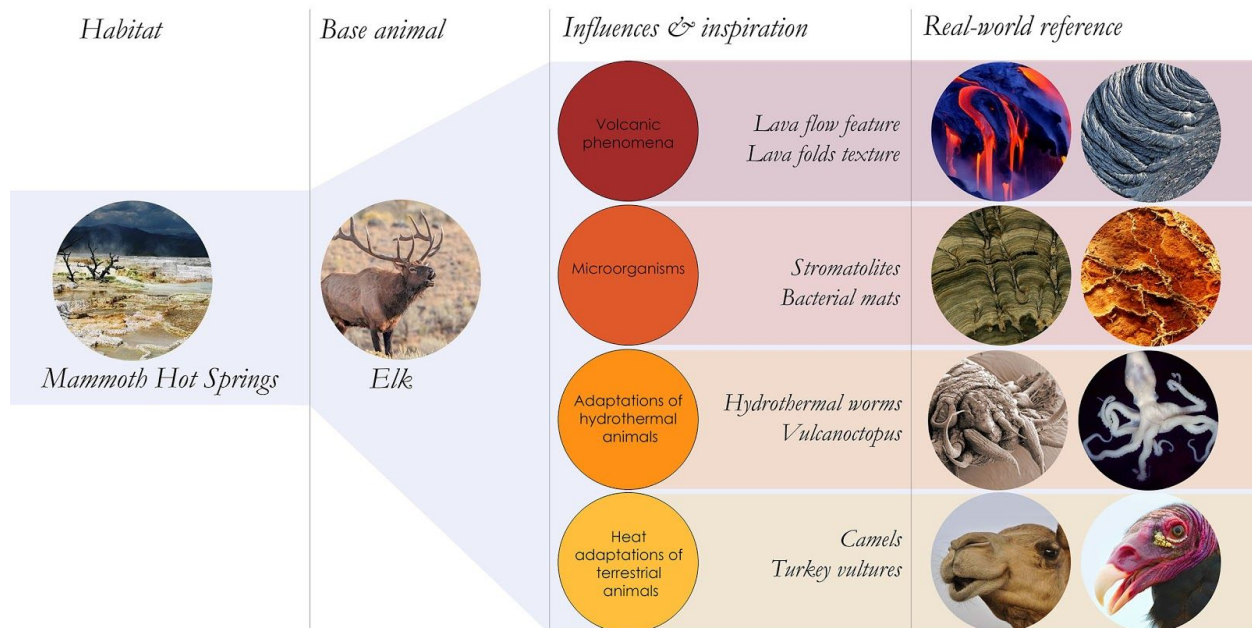 Habitat
Base animal
Influences & inspiration
Real-world reference
Mammoth Hot Springs
Elk
Volcanic
phenomena
Lava flow feature
Lava folds texture
Microorganisms
Stromatolites
Bacterial mats
Adaptations of
hydrothermal
animals
Hydrothermal worms
Vulcanoctopus
Heat
adaptations of
terrestrial
animals
Camels
Turkey vultures